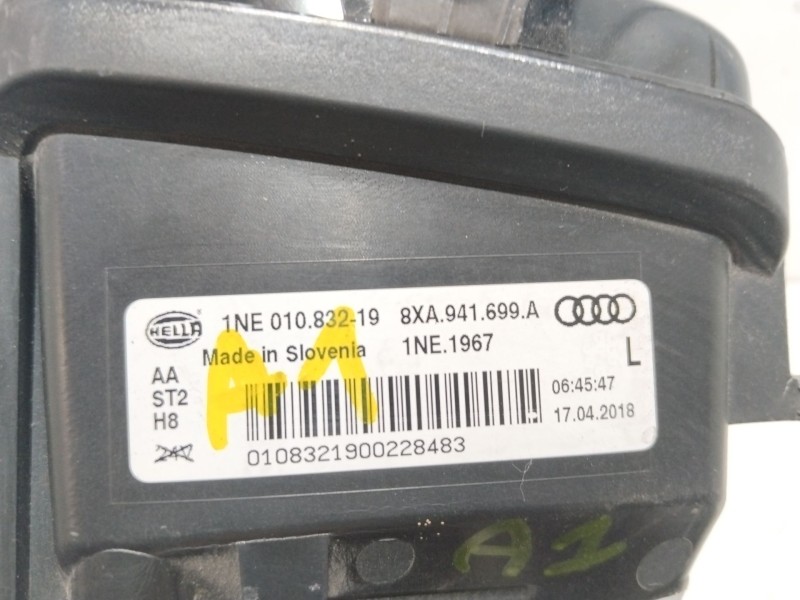 HELLA 1NE 010.832-19 8XA.941.699.A
Made in Slovenia 1NE.1967 L
AA
ST2
H8
24V
06:45:47
17.04.2018
0108321900228483
A1
A1